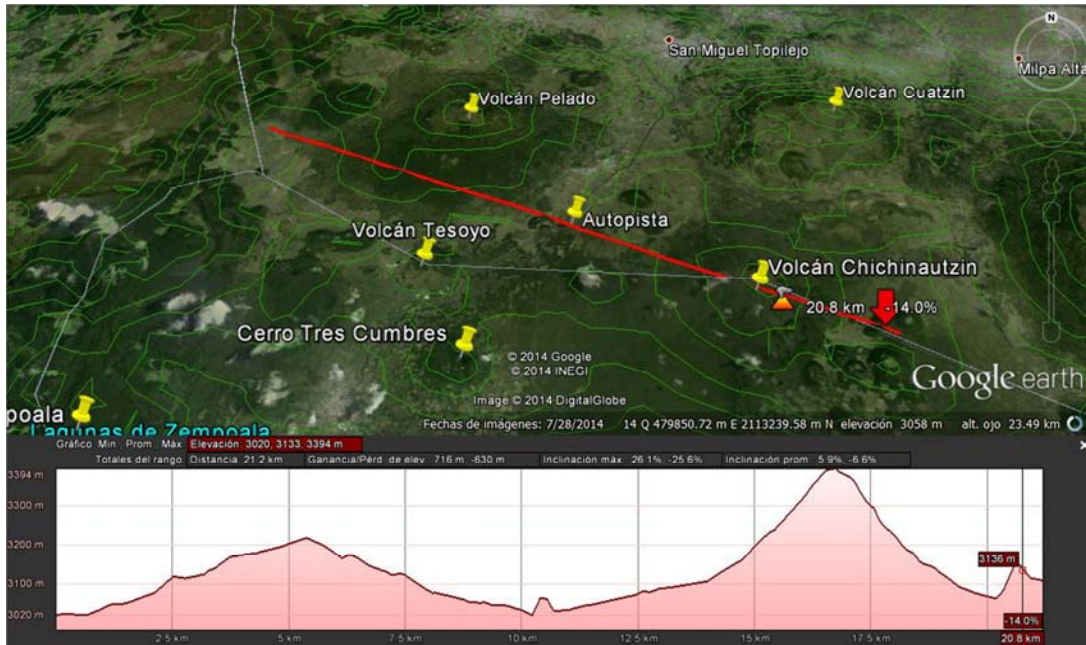 N
San Miguel Topilejo
Milpa Alta
Volcán Pelado
Volcán Cuatzin
Autopista
Volcán Tesoyo
Volcán Chichinautzin
20.8 km -14.0%
Cerro Tres Cumbres
© 2014 Google
© 2014 INEGI
Google earth
Image © 2014 DigitalGlobe
poala
Lagunas de Zempoala
Fechas de imágenes: 7/28/2014 14 Q 479850.72 m E 2113239.58 m N elevación 3058 m alt. ojo 23.49 km
Gráfico Min., Prom. Máx Elevación: 3020, 3133, 3394 m
Totales del rango Distancia: 21.2 km Ganancia/Pérd. de elev: 716 m -630 m Inclinación máx: 26.1%, -25.6% Inclinación prom: 5.9%, -6.6%
3394 m
3300 m
3200 m
3136 m
3100 m
3020 m
-14.0%
2.5 km 5 km 7.5 km 10 km 12.5 km 15 km 17.5 km 20.8 km